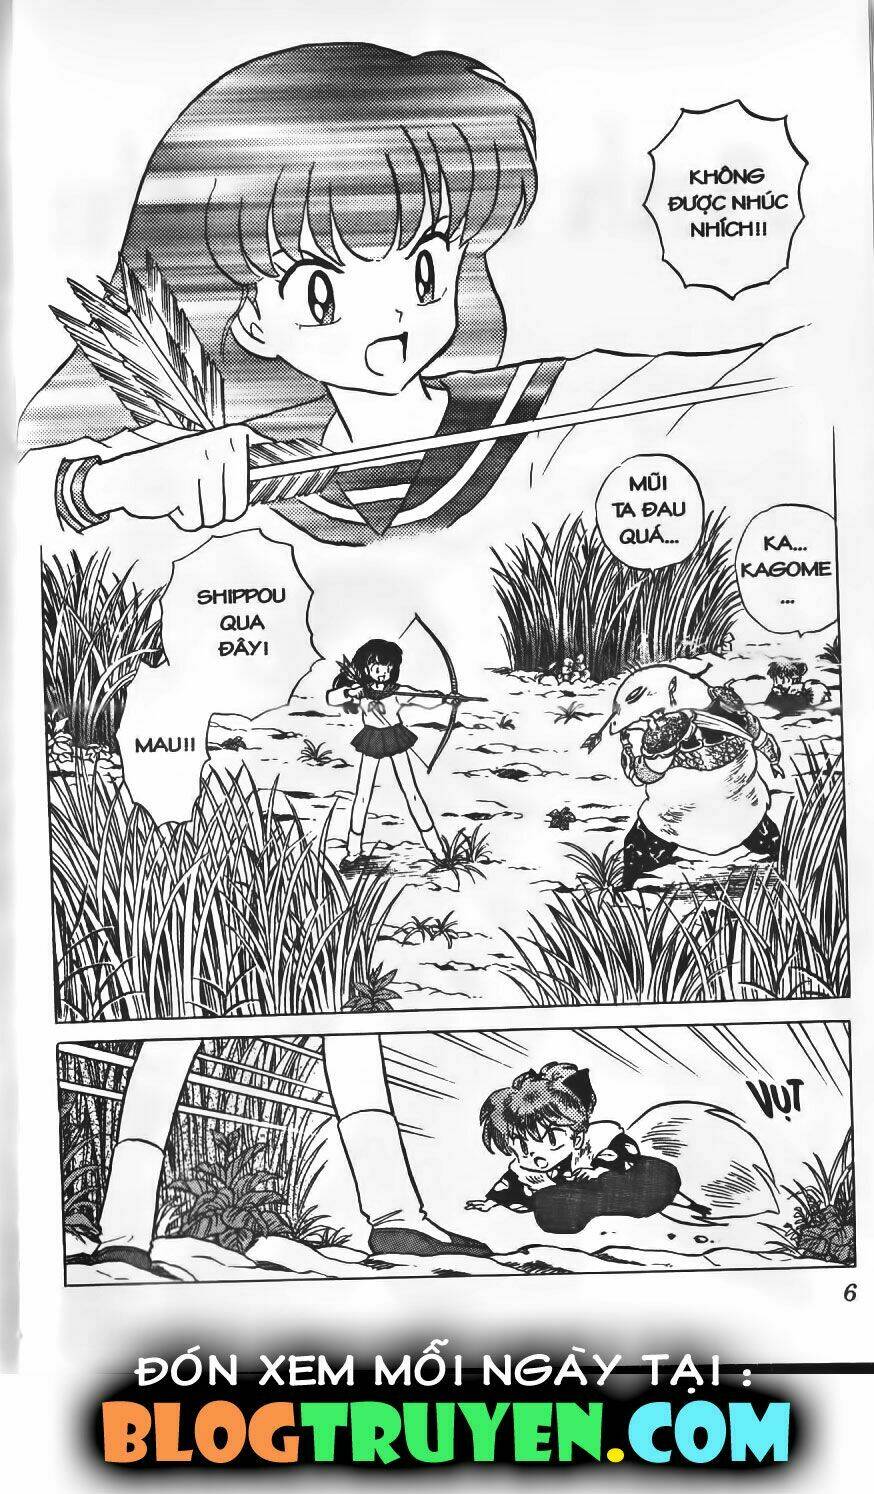 KHÔNG
ĐƯỢC NHÚC
NHÍCH!!
MŨI
TA ĐAU
QUÁ...
KA...
KAGOME
...
SHIPPOU
QUA
ĐÂY!
MAU!!
VỤT
6
ĐÓN XEM MỖI NGÀY TẠI :
BLOGTRUYEN.COM